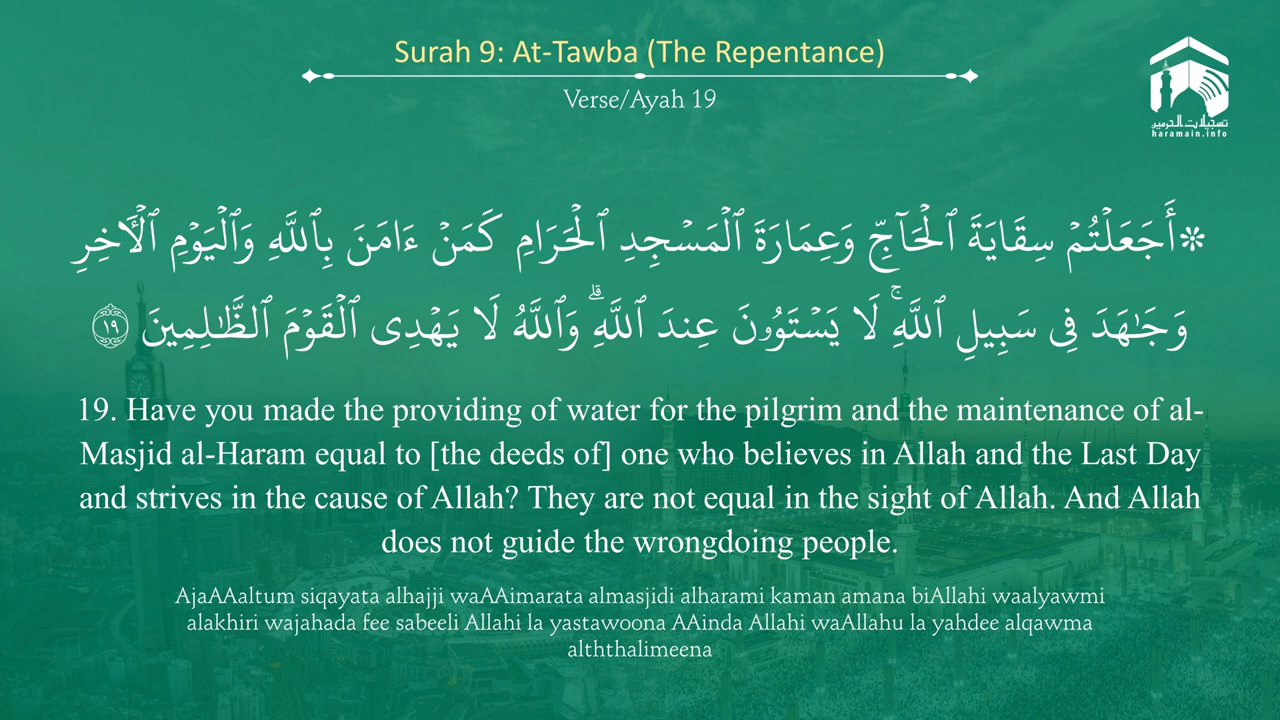 Surah 9: At-Tawba (The Repentance)
Verse/Ayah 19
تسجيلات الحرمين
haramain.info
۞أَجَعَلْتُمْ سِقَايَةَ ٱلْحَآجِّ وَعِمَارَةَ ٱلْمَسْجِدِ ٱلْحَرَامِ كَمَنْ ءَامَنَ بِٱللَّهِ وَٱلْيَوْمِ ٱلْـَٔاخِرِ
وَجَـٰهَدَ فِى سَبِيلِ ٱللَّهِ ۚ لَا يَسْتَوُۥنَ عِندَ ٱللَّهِ ۗ وَٱللَّهُ لَا يَهْدِى ٱلْقَوْمَ ٱلظَّـٰلِمِينَ ١٩
19. Have you made the providing of water for the pilgrim and the maintenance of al-
Masjid al-Haram equal to [the deeds of] one who believes in Allah and the Last Day
and strives in the cause of Allah? They are not equal in the sight of Allah. And Allah
does not guide the wrongdoing people.
AjaAAaltum siqayata alhajji waAAimarata almasjidi alharami kaman amana biAllahi waalyawmi
alakhiri wajahada fee sabeeli Allahi la yastawoona AAinda Allahi waAllahu la yahdee alqawma
alththalimeena